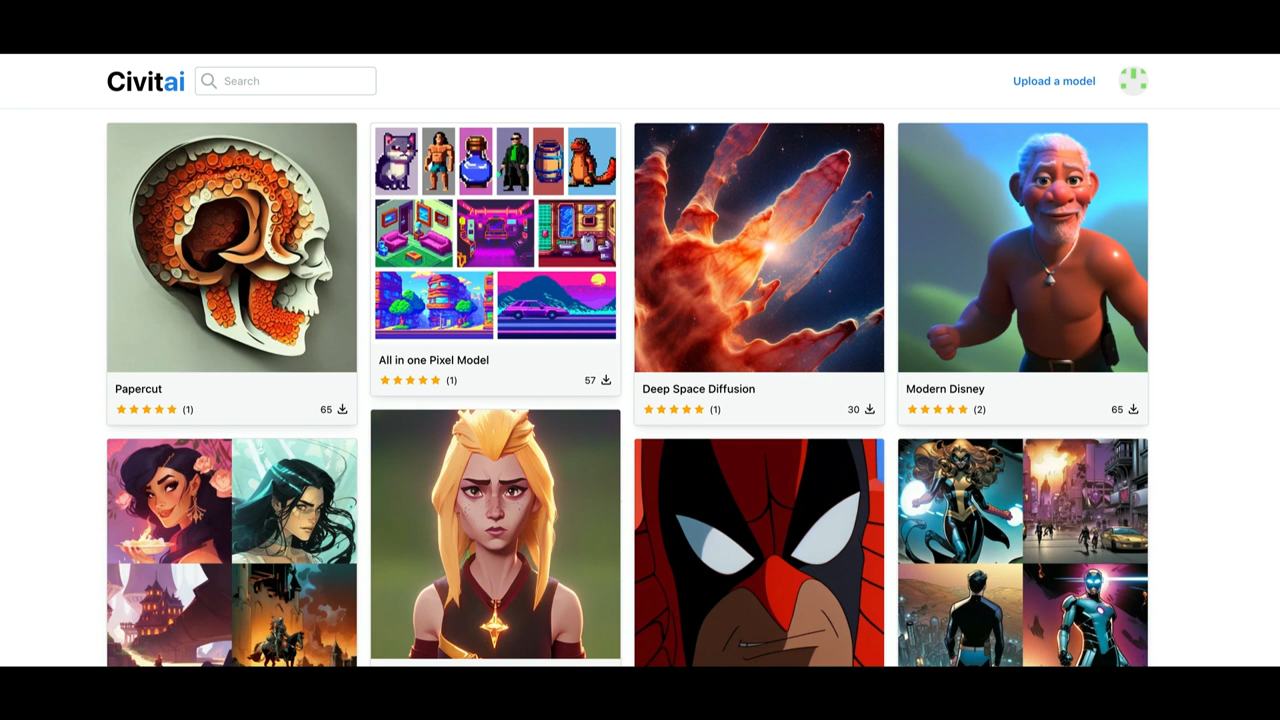 Civitai
Search
Upload a model
Papercut
(1)
65
All in one Pixel Model
(1)
57
Deep Space Diffusion
(1)
30
Modern Disney
(2)
65